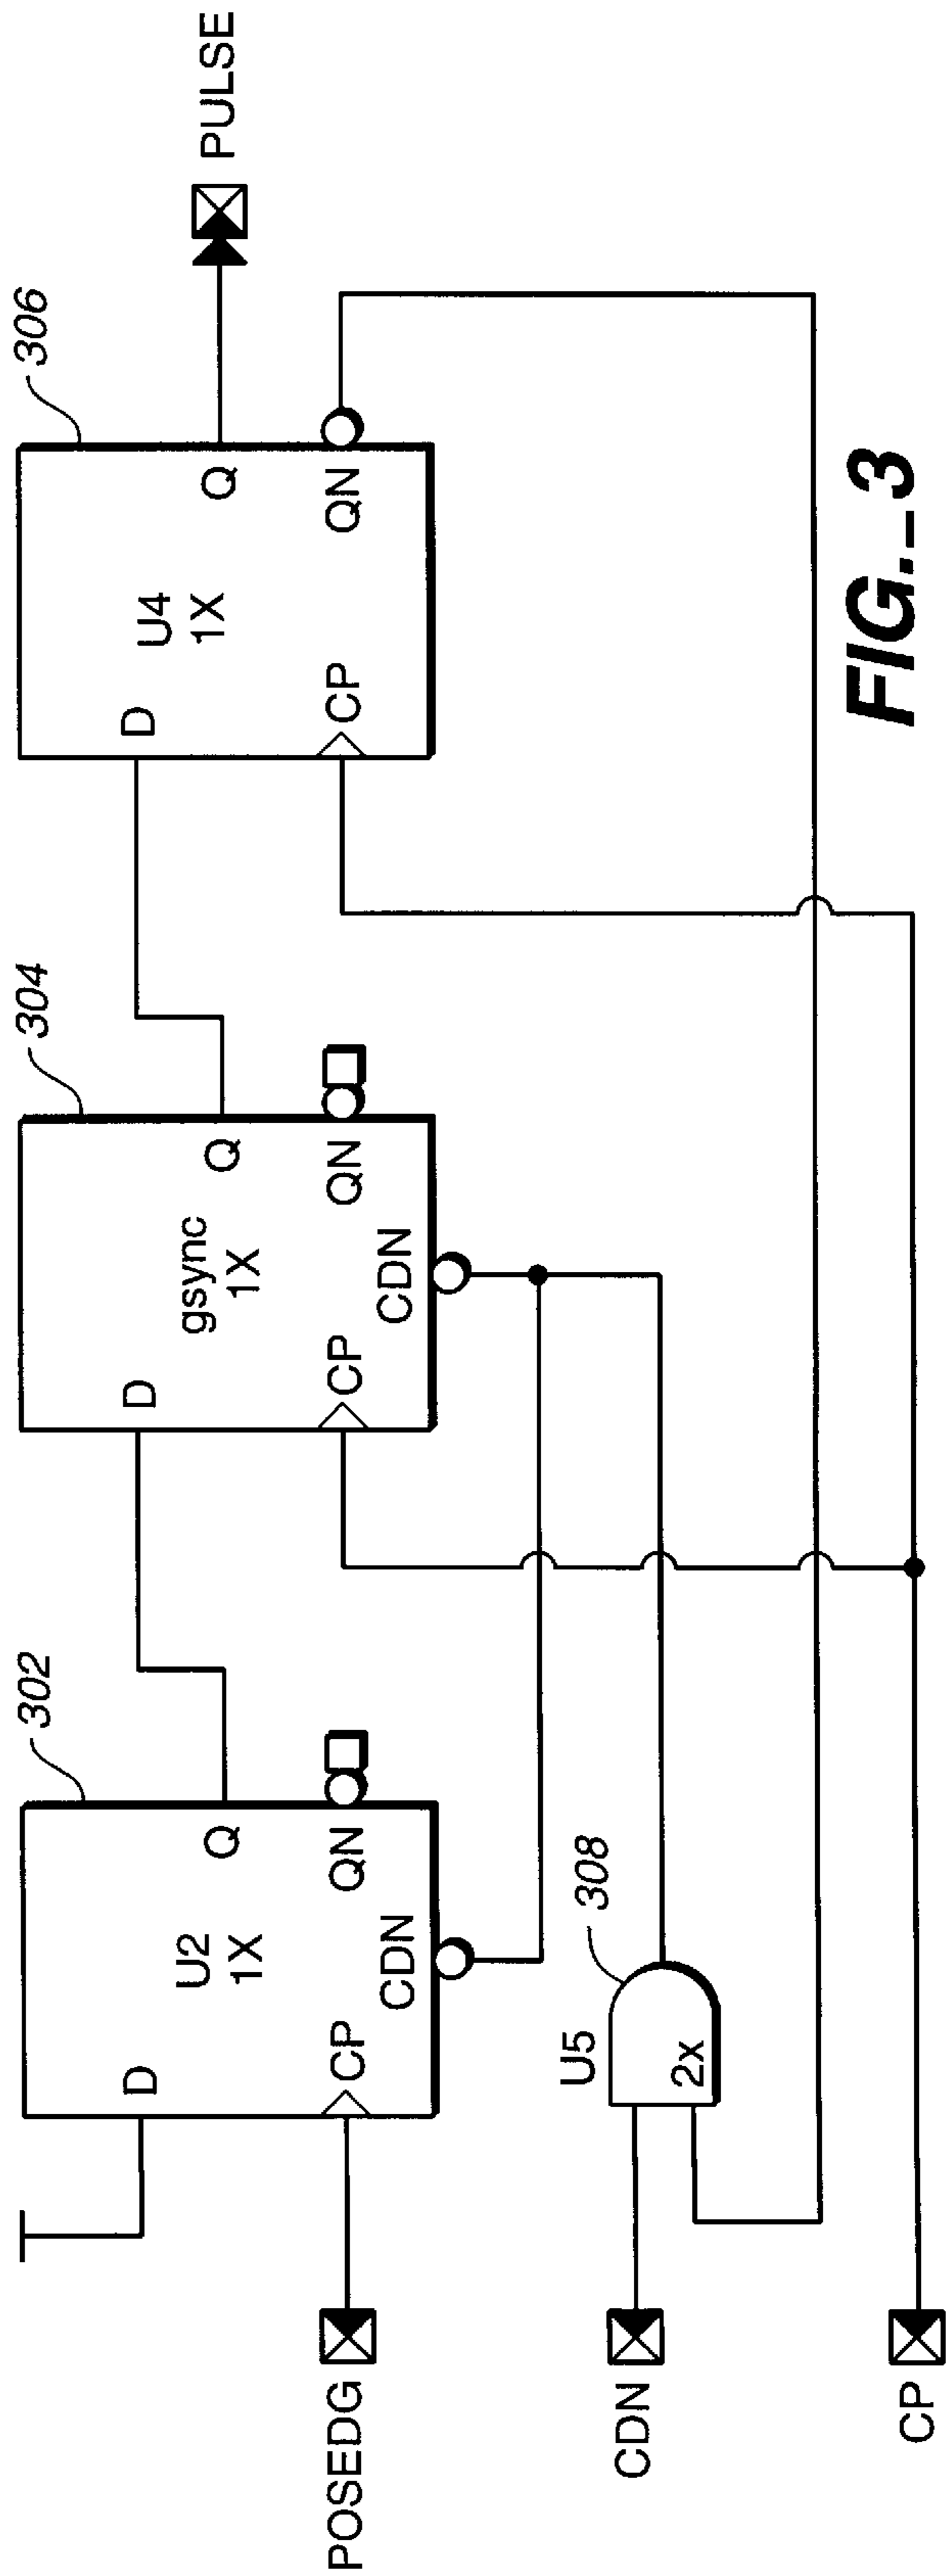 302
304
306
D
Q
U2
1X
CP
QN
CDN
D
Q
gsync
1X
CP
QN
CDN
D
Q
U4
1X
CP
QN
PULSE
POSEDG
U5
308
2x
CDN
CP
FIG._3